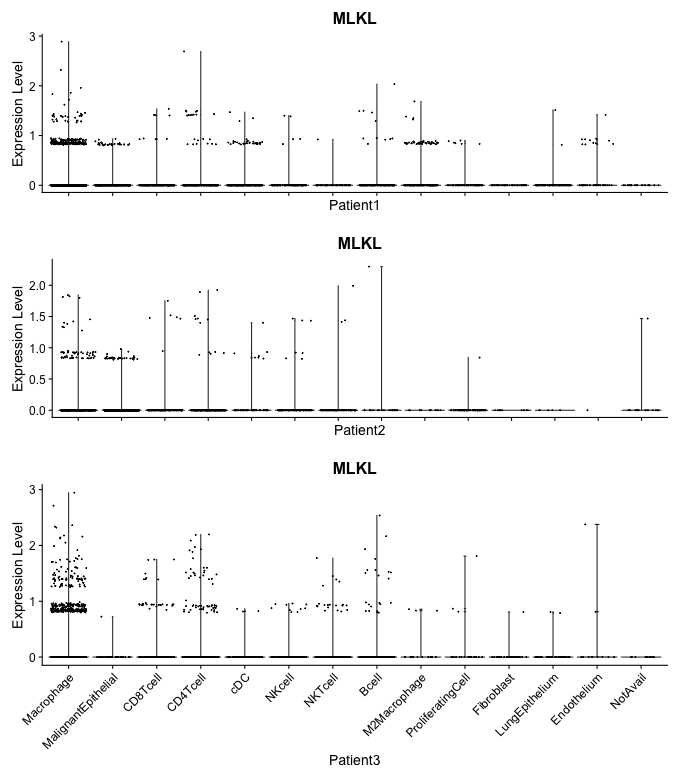 MLKL
Expression Level
3
2
1
0
Patient1
MLKL
Expression Level
2.0
1.5
1.0
0.5
0.0
Patient2
MLKL
Expression Level
3
2
1
0
Macrophage
MalignantEpithelial
CD8Tcell
CD4Tcell
cDC
NKcell
NKTcell
Bcell
M2Macrophage
ProliferatingCell
Fibroblast
LungEpithelium
Endothelium
NotAvail
Patient3